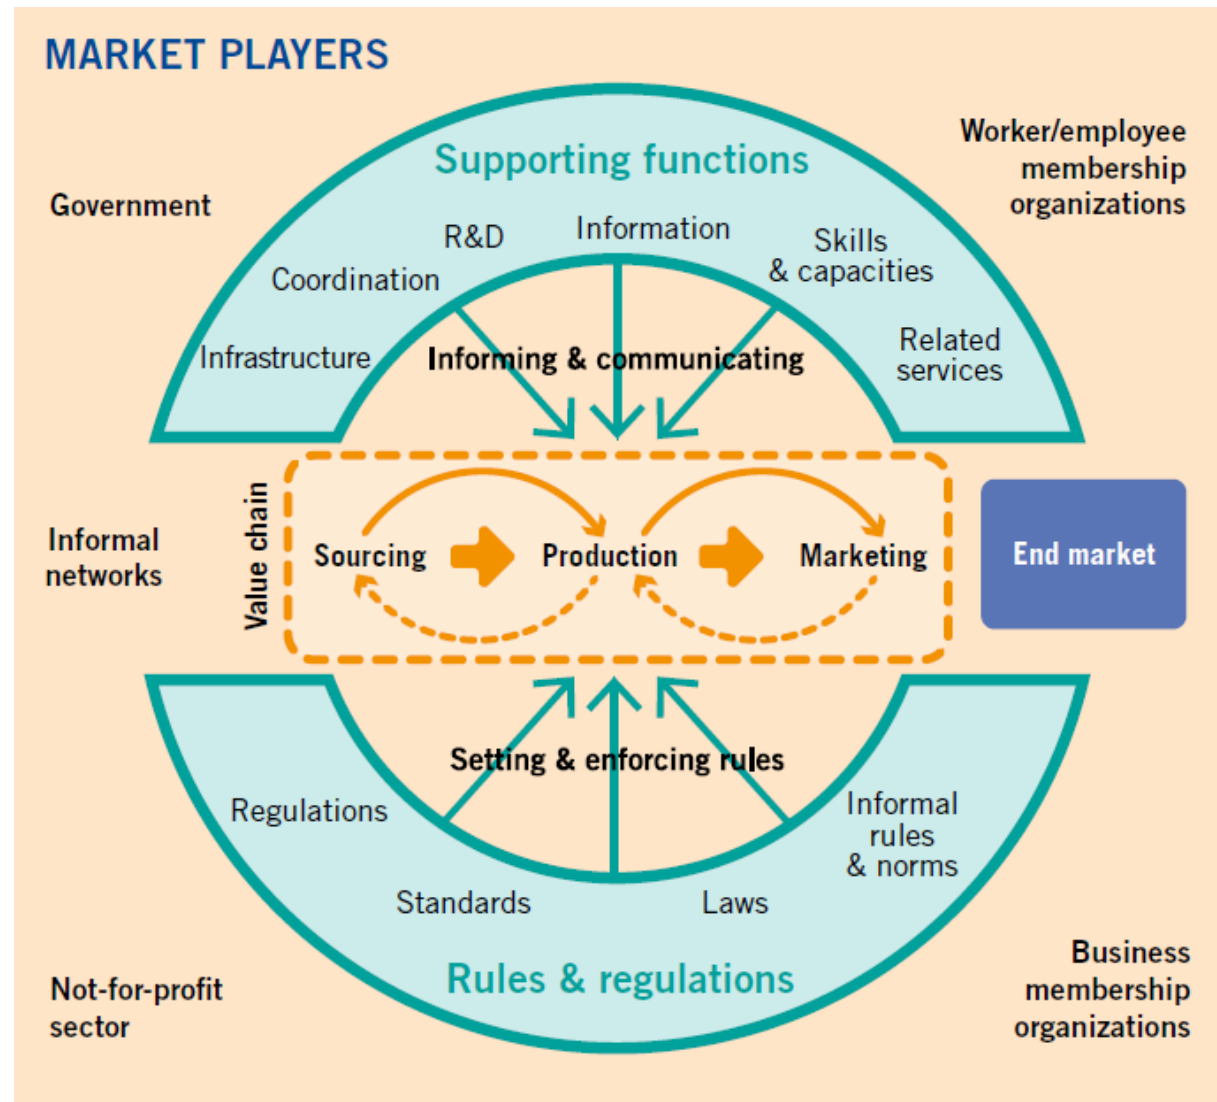 MARKET PLAYERS
Worker/employee
membership
organizations
Government
Supporting functions
Information
R&D
Skills
& capacities
Coordination
Related
services
Infrastructure
Informing & communicating
Informal
networks
Value chain
Sourcing
Production
Marketing
End market
Setting & enforcing rules
Regulations
Informal
rules
& norms
Standards
Laws
Rules & regulations
Not-for-profit
sector
Business
membership
organizations